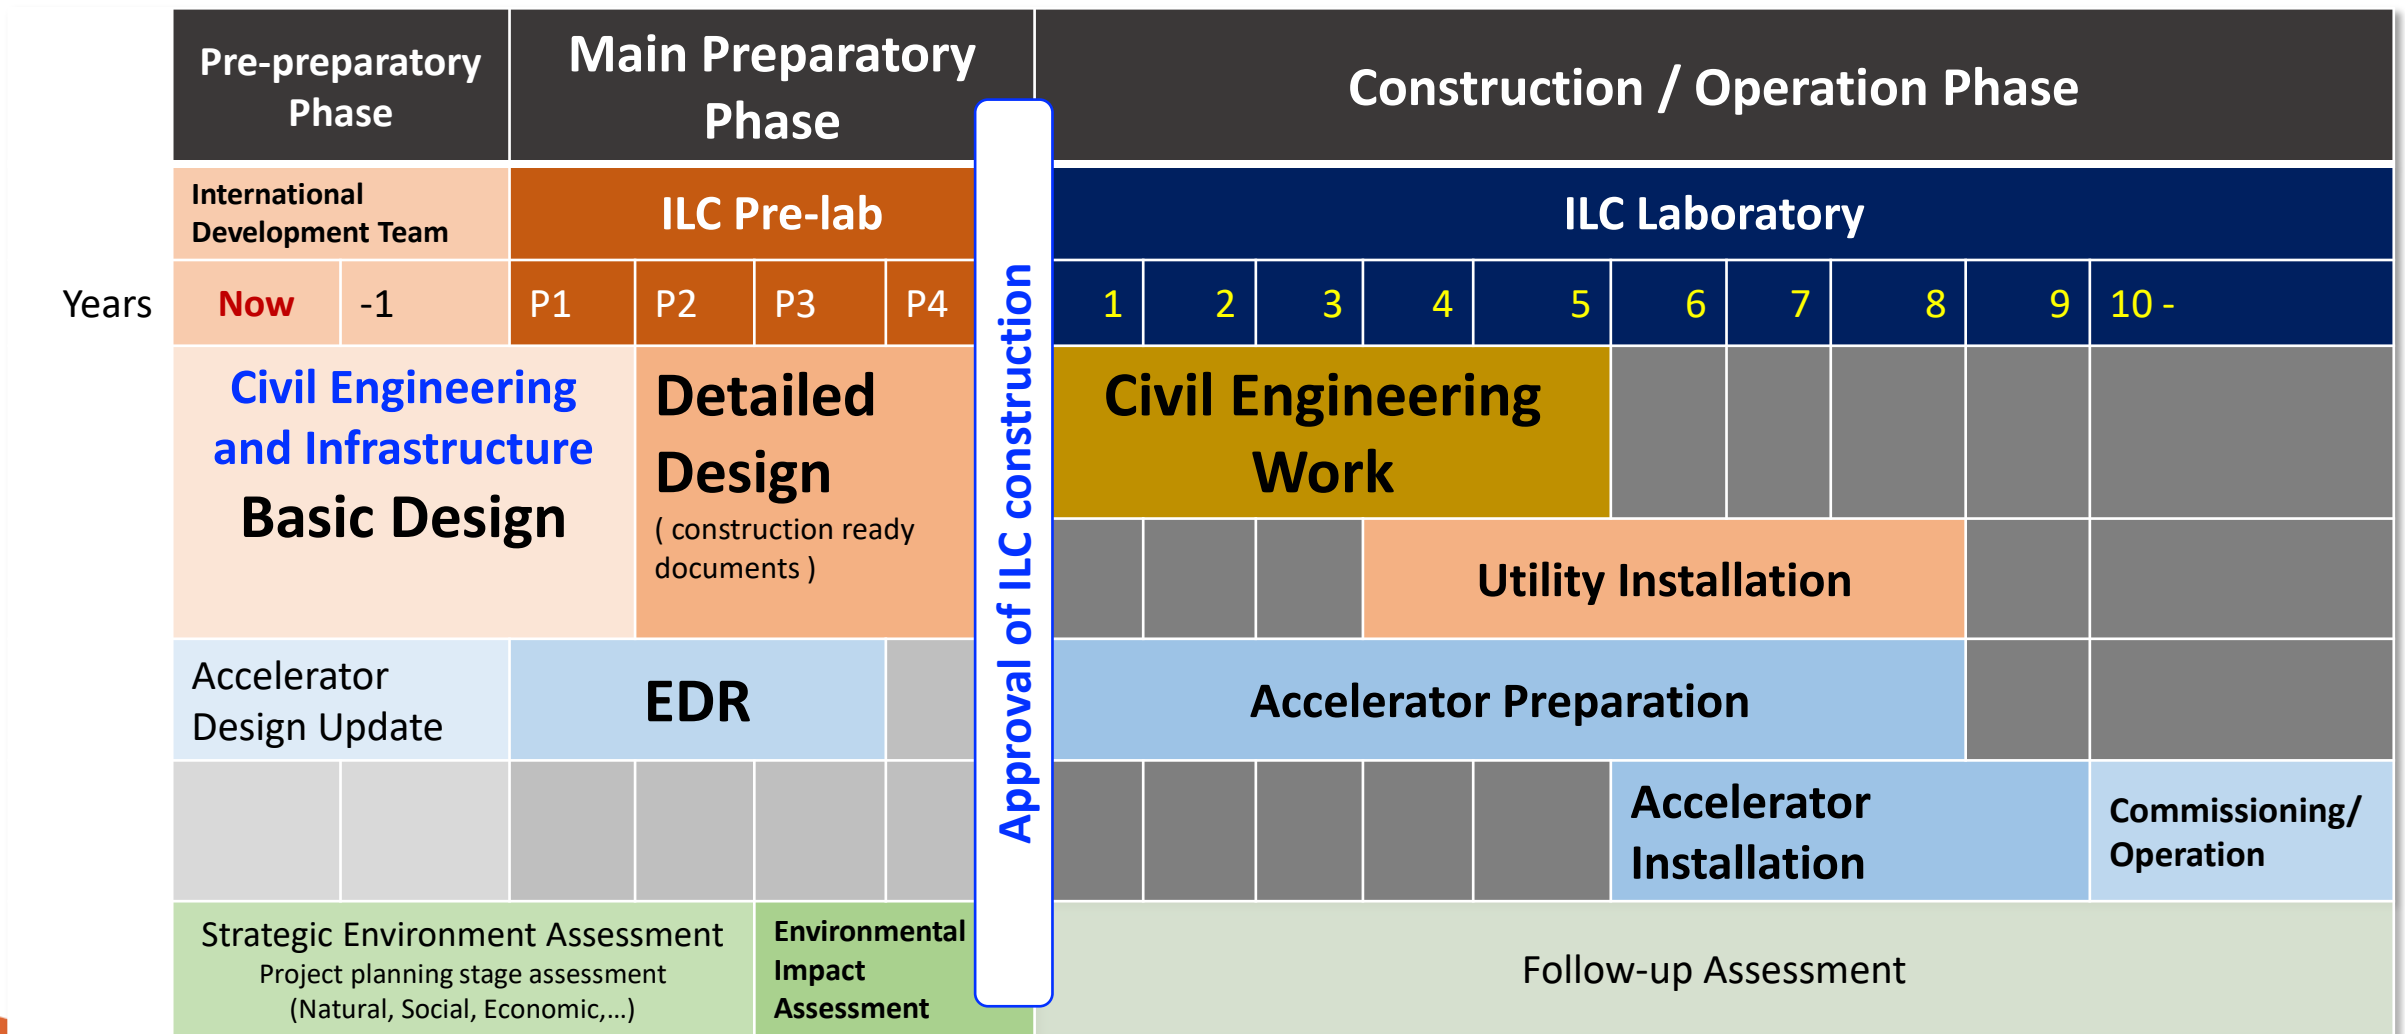 Pre-preparatory
Phase
Main Preparatory
Phase
Construction / Operation Phase
International
Development Team
ILC Pre-lab
ILC Laboratory
Years
Now
-1
P1
P2
P3
P4
1
2
3
4
5
6
7
8
9
10 -
Approval of ILC construction
Civil Engineering
and Infrastructure
Basic Design
Detailed
Design
( construction ready
documents )
Civil Engineering
Work
Utility Installation
Accelerator
Design Update
EDR
Accelerator Preparation
Accelerator
Installation
Commissioning/
Operation
Strategic Environment Assessment
Project planning stage assessment
(Natural, Social, Economic,...)
Environmental
Impact
Assessment
Follow-up Assessment